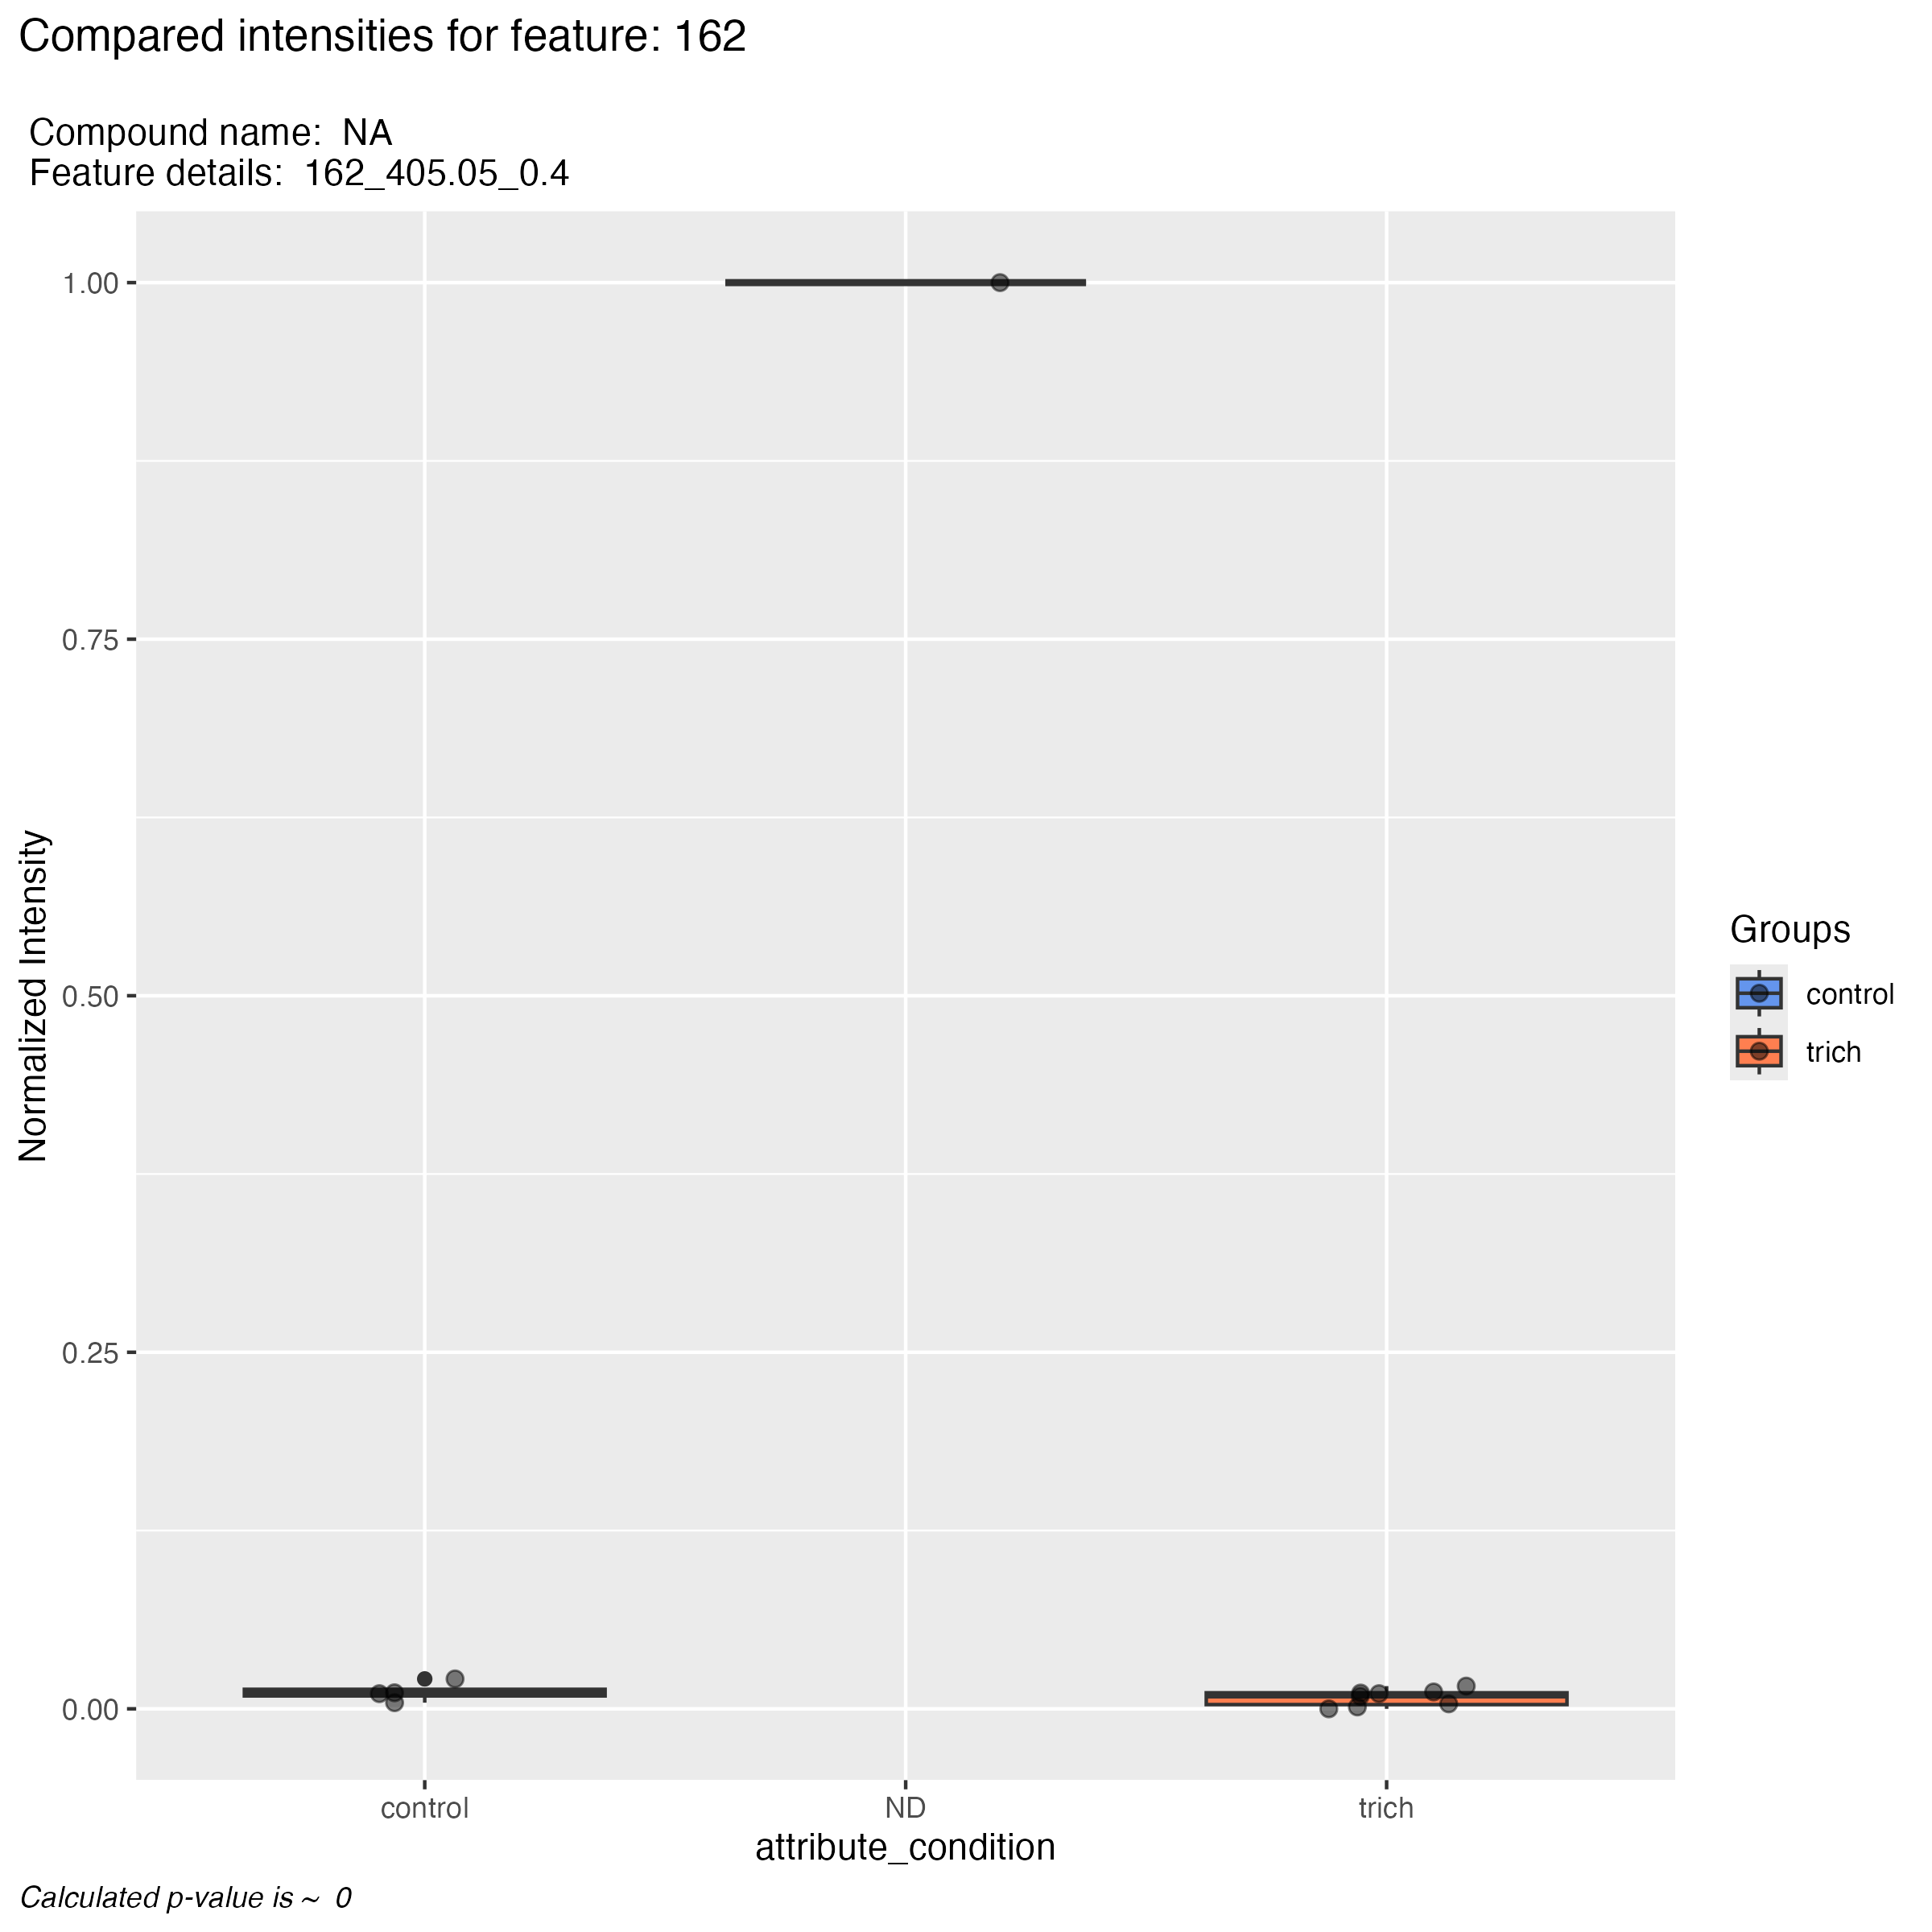 Compared intensities for feature: 162
Compound name:  NA
Feature details:  162_405.05_0.4
Normalized Intensity
1.00
0.75
0.50
0.25
0.00
control
ND
trich
attribute_condition
Groups
control
trich
Calculated p-value is ~  0